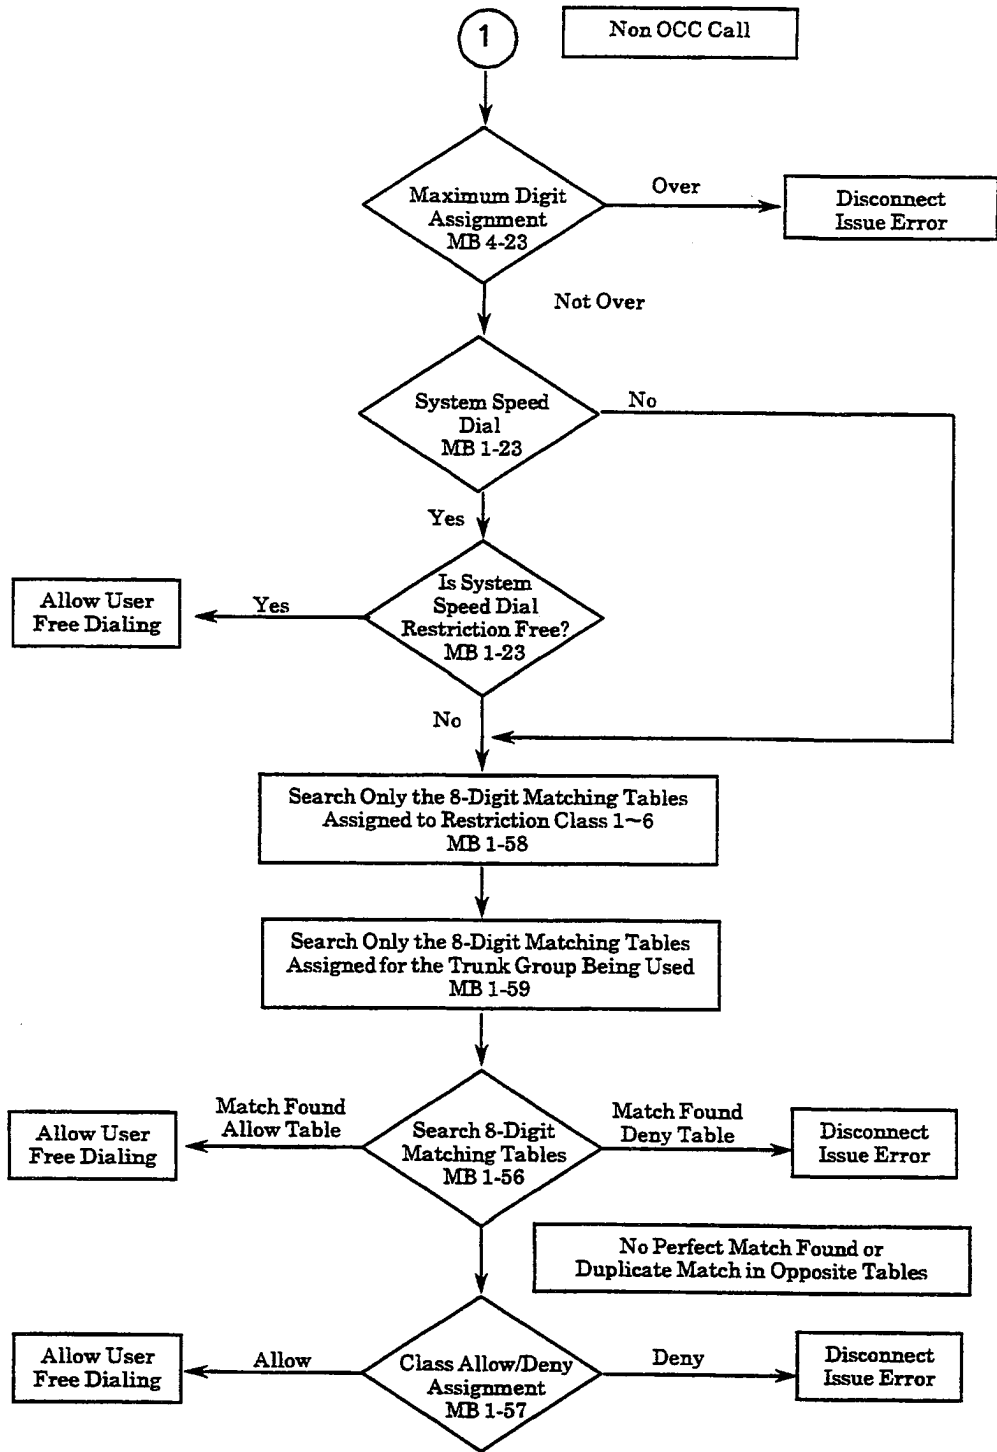 1
Non OCC Call
Maximum Digit
Assignment
MB 4-23
Over
Disconnect
Issue Error
Not Over
System Speed
Dial
MB 1-23
No
Yes
Is System
Speed Dial
Restriction Free?
MB 1-23
Yes
Allow User
Free Dialing
No
Search Only the 8-Digit Matching Tables
Assigned to Restriction Class 1~6
MB 1-58
Search Only the 8-Digit Matching Tables
Assigned for the Trunk Group Being Used
MB 1-59
Allow User
Free Dialing
Match Found
Allow Table
Search 8-Digit
Matching Tables
MB 1-56
Match Found
Deny Table
Disconnect
Issue Error
No Perfect Match Found or
Duplicate Match in Opposite Tables
Allow User
Free Dialing
Allow
Class Allow/Deny
Assignment
MB 1-57
Deny
Disconnect
Issue Error